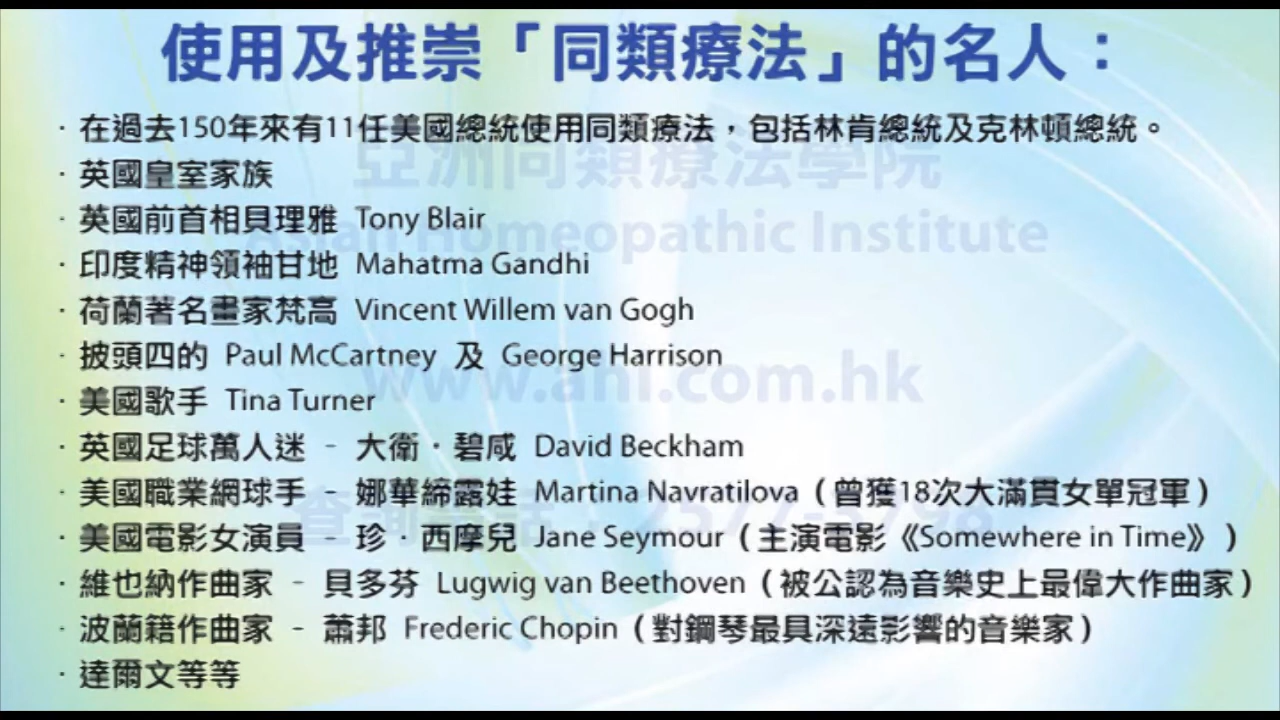 使用及推崇「同類療法」的名人：
· 在過去150年來有11任美國總統使用同類療法，包括林肯總統及克林頓總統。
亞洲同類療法學院
· 英國皇室家族
· 英國前首相貝理雅 Tony Blair
Asian Homeopathic Institute
· 印度精神領袖甘地 Mahatma Gandhi
· 荷蘭著名畫家梵高 Vincent Willem van Gogh
· 披頭四的 Paul McCartney 及 George Harrison
www.ahi.com.hk
· 美國歌手 Tina Turner
· 英國足球萬人迷 - 大衛·碧咸 David Beckham
· 美國職業網球手 - 娜華締露娃 Martina Navratilova（曾獲18次大滿貫女單冠軍）
· 美國電影女演員 - 珍·西摩兒 Jane Seymour（主演電影《Somewhere in Time》）
· 維也納作曲家 - 貝多芬 Lugwig van Beethoven（被公認為音樂史上最偉大作曲家）
· 波蘭籍作曲家 - 蕭邦 Frederic Chopin（對鋼琴最具深遠影響的音樂家）
· 達爾文等等